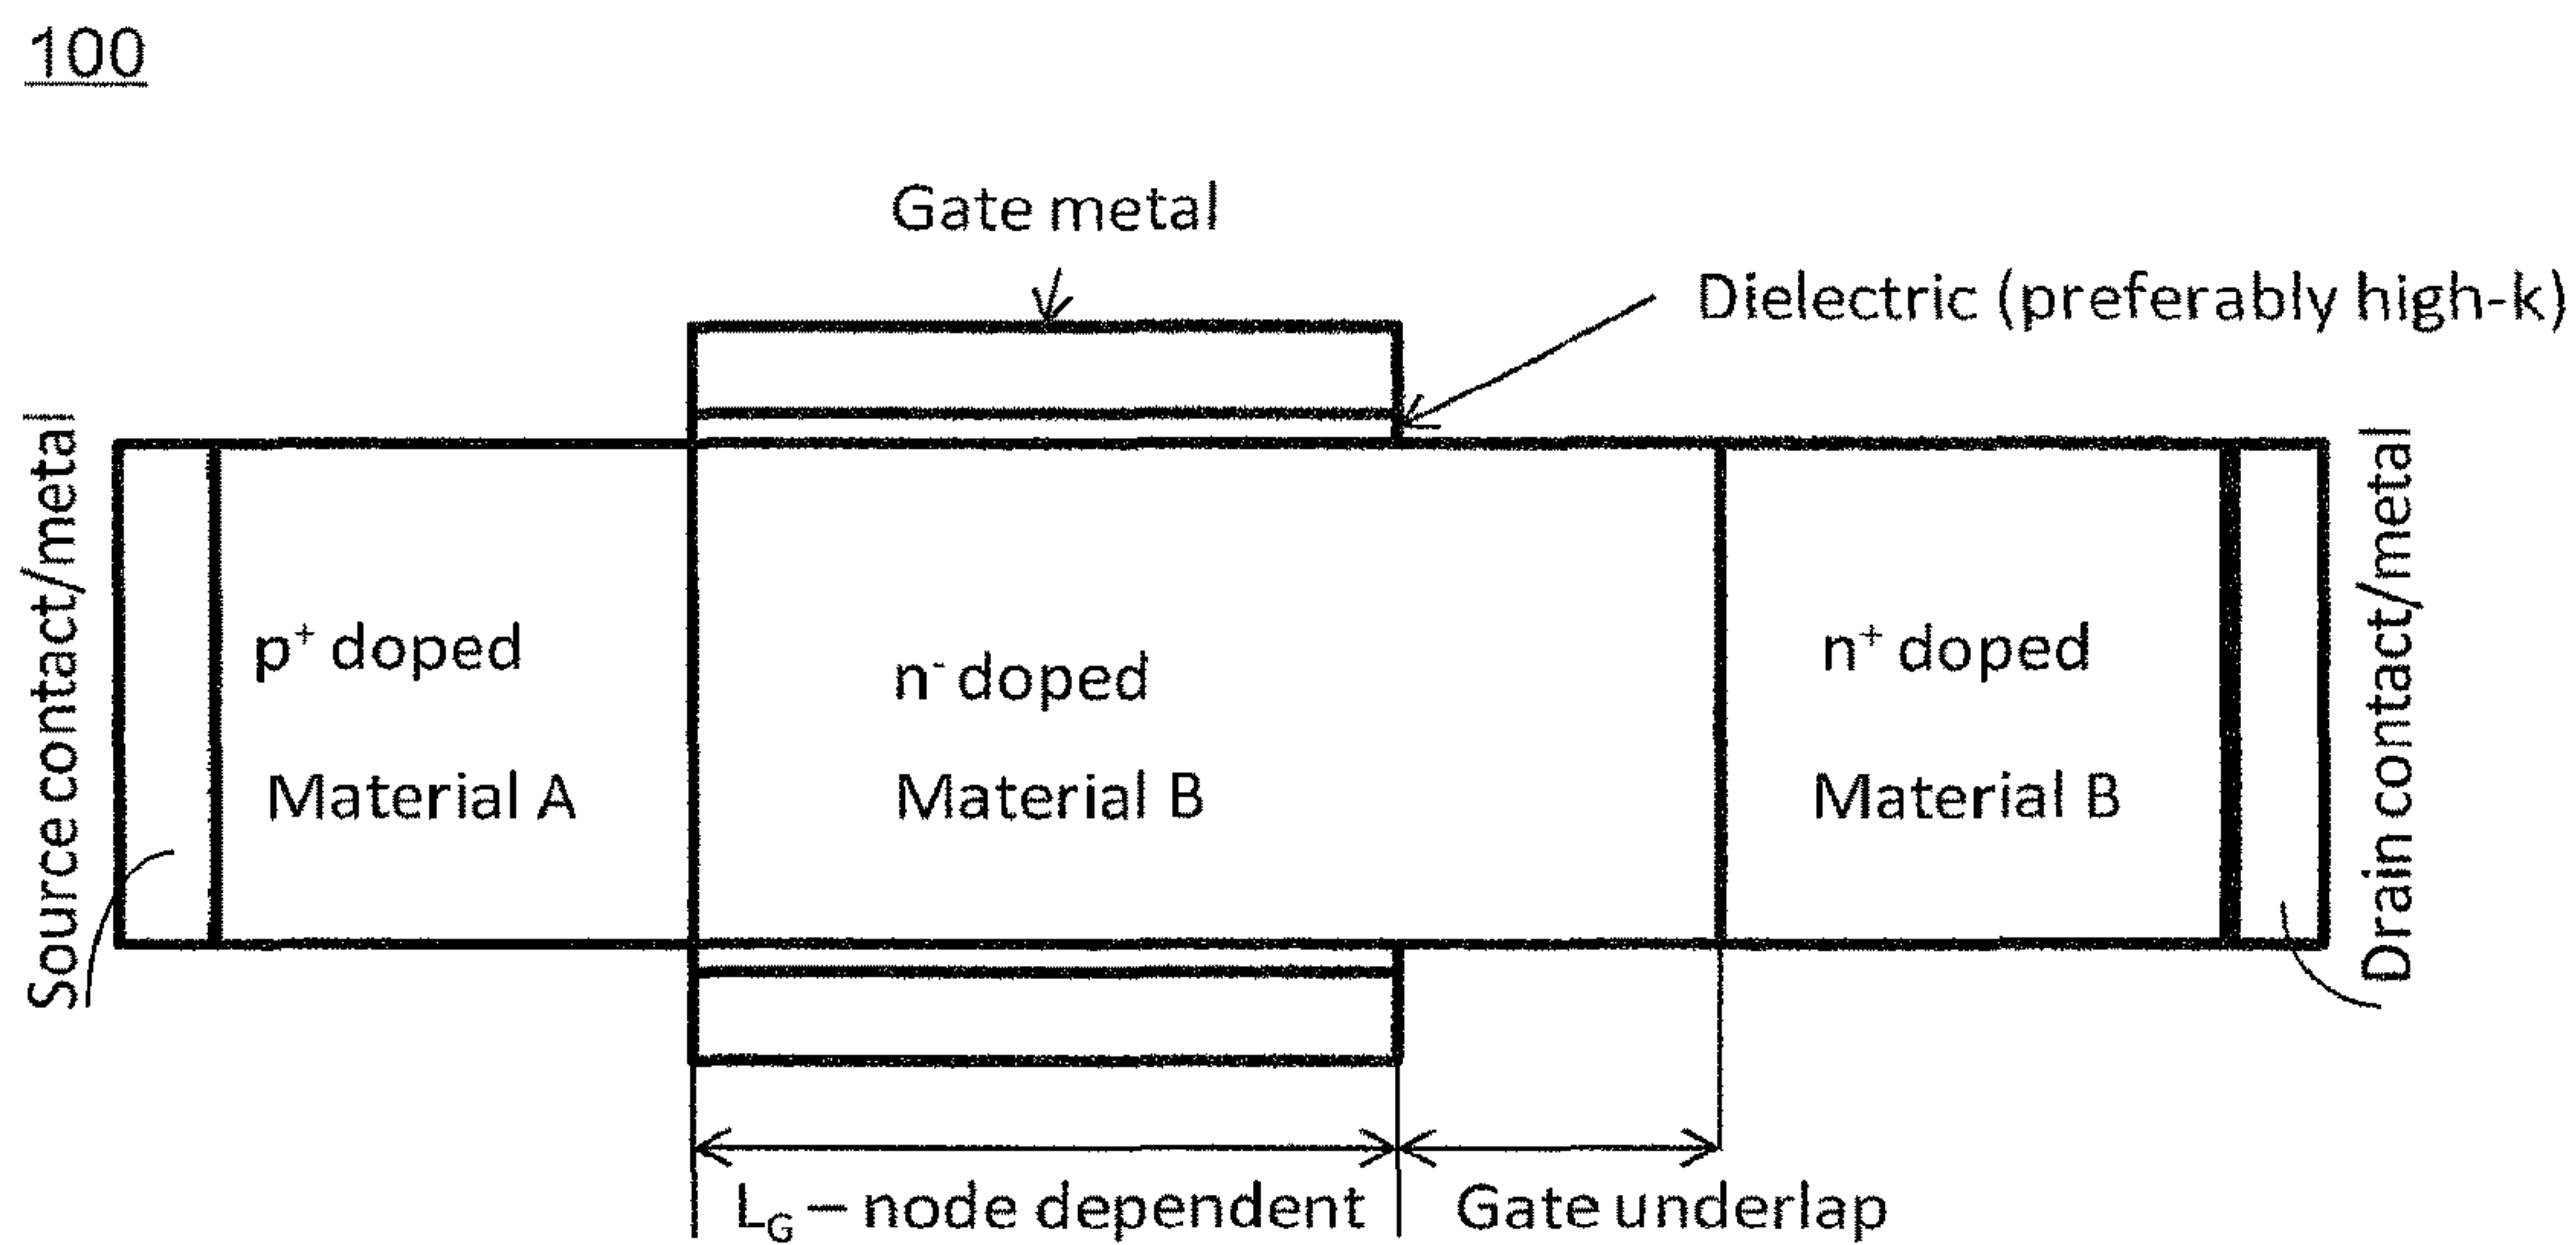 100
Gate metal
Dielectric (preferably high-k)
Source contact/metal
p⁺ doped
Material A
n⁻ doped
Material B
n⁺ doped
Material B
Drain contact/metal
L_G – node dependent
Gate underlap